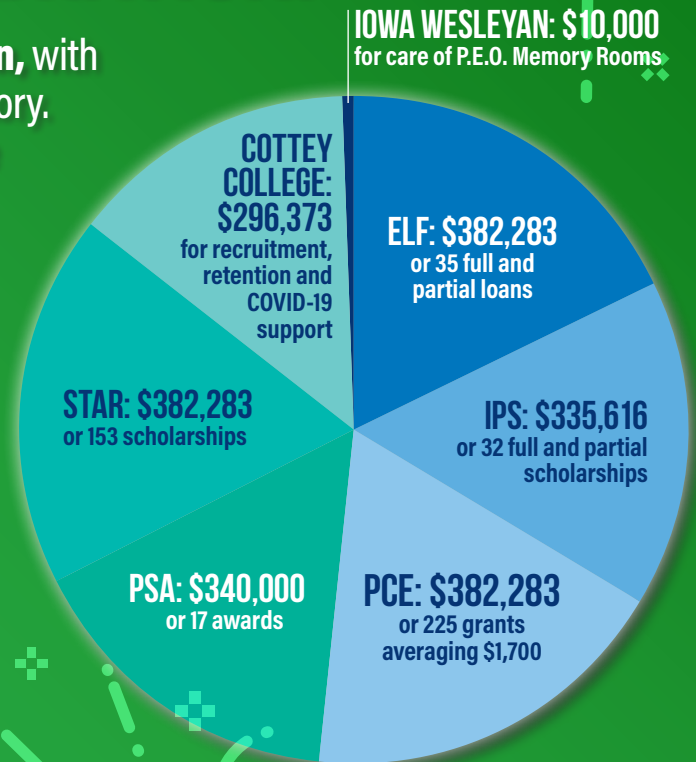 n, with
ory.
IOWA WESLEYAN: $10,000
for care of P.E.O. Memory Rooms
COTTEY
COLLEGE:
$296,373
for recruitment,
retention and
COVID-19
support
ELF: $382,283
or 35 full and
partial loans
STAR: $382,283
or 153 scholarships
IPS: $335,616
or 32 full and partial
scholarships
PSA: $340,000
or 17 awards
PCE: $382,283
or 225 grants
averaging $1,700